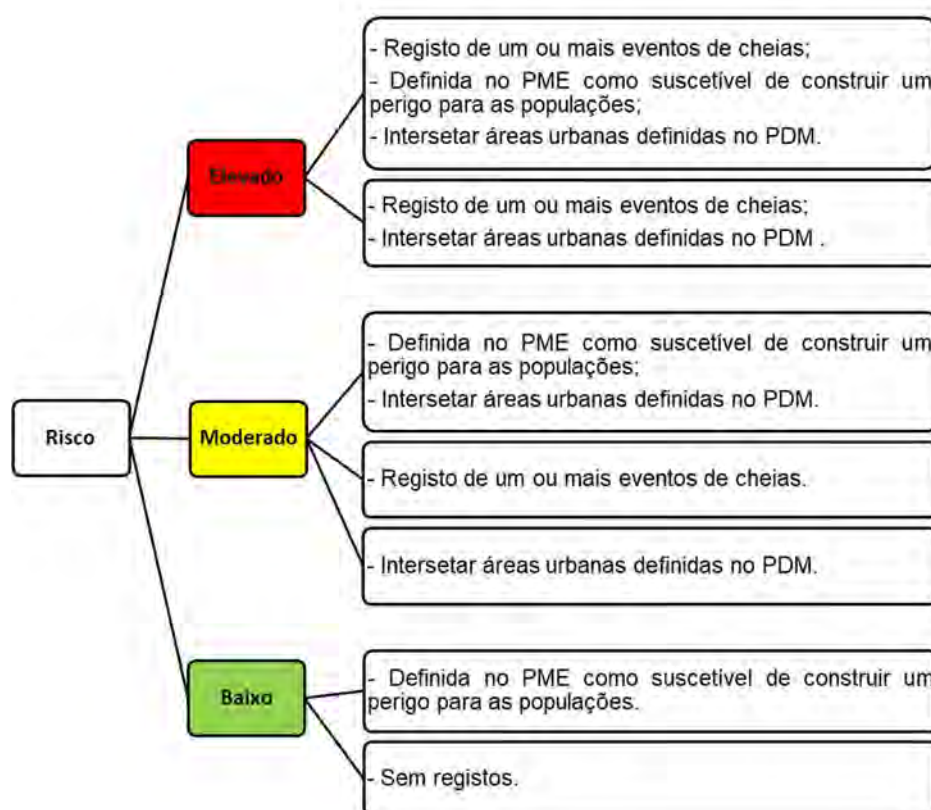 - Registo de um ou mais eventos de cheias;
- Definida no PME como suscetível de construir um
perigo para as populações;
- Intersetar áreas urbanas definidas no PDM.
Elevado
- Registo de um ou mais eventos de cheias;
- Intersetar áreas urbanas definidas no PDM .
- Definida no PME como suscetível de construir um
perigo para as populações;
- Intersetar áreas urbanas definidas no PDM.
Risco
Moderado
- Registo de um ou mais eventos de cheias.
- Intersetar áreas urbanas definidas no PDM.
- Definida no PME como suscetível de construir um
perigo para as populações.
Baixo
- Sem registos.